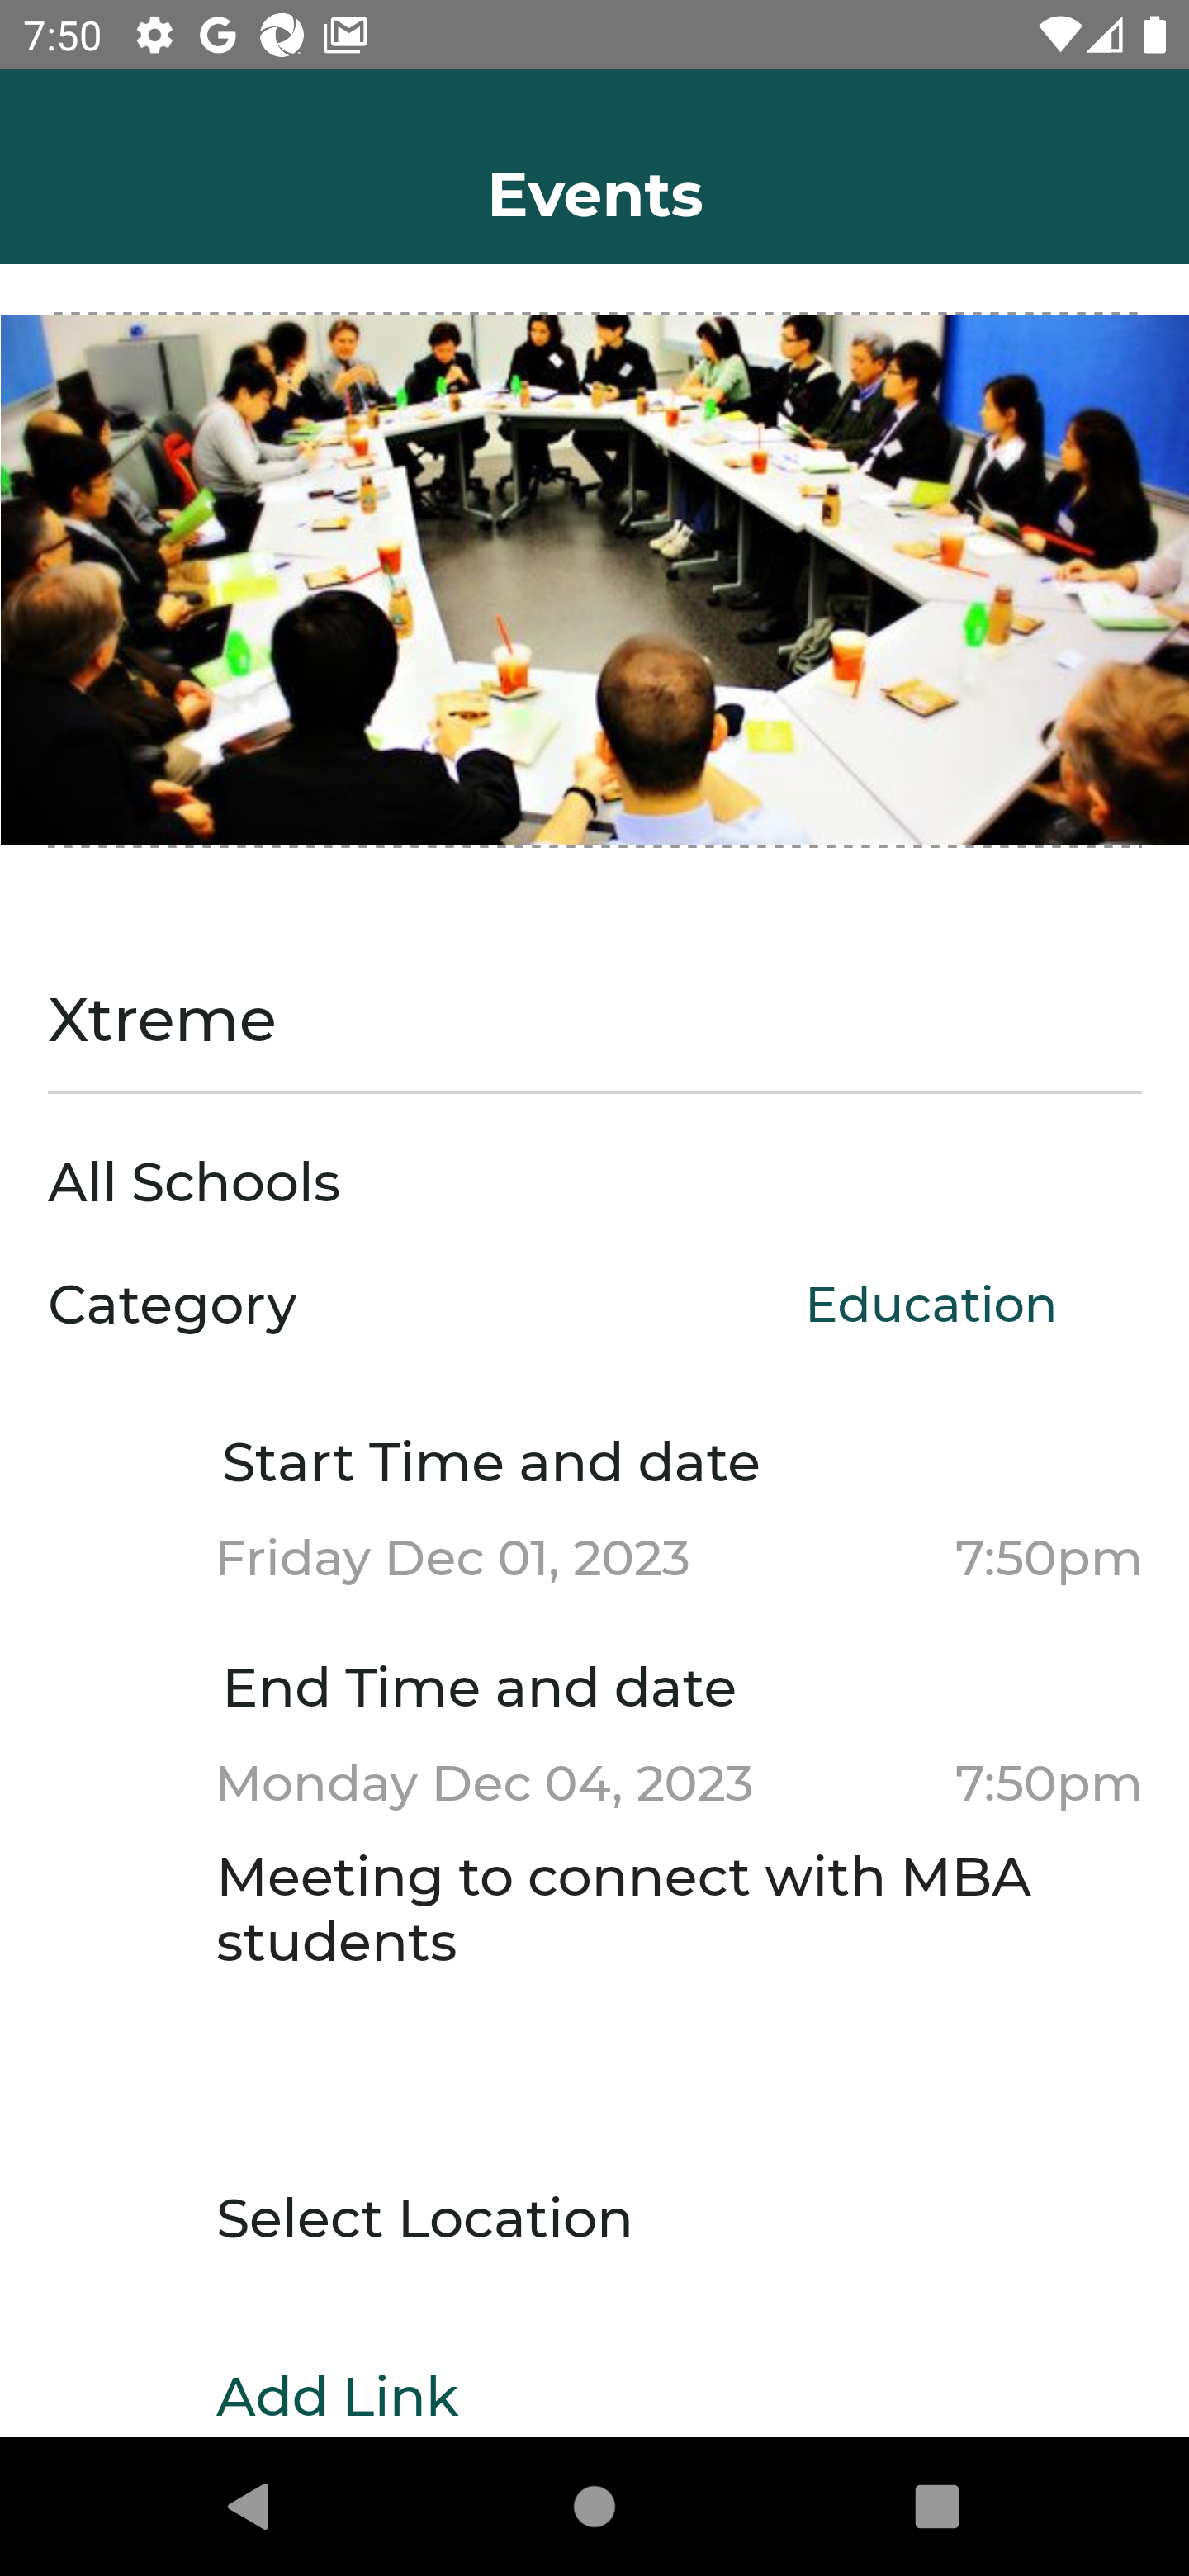 7:50
Events
Xtreme
All Schools
Category Education
Start Time and date
Friday Dec 01, 2023 7:50pm
End Time and date
Monday Dec 04, 2023 7:50pm
Meeting to connect with MBA
students
Select Location
Add Link